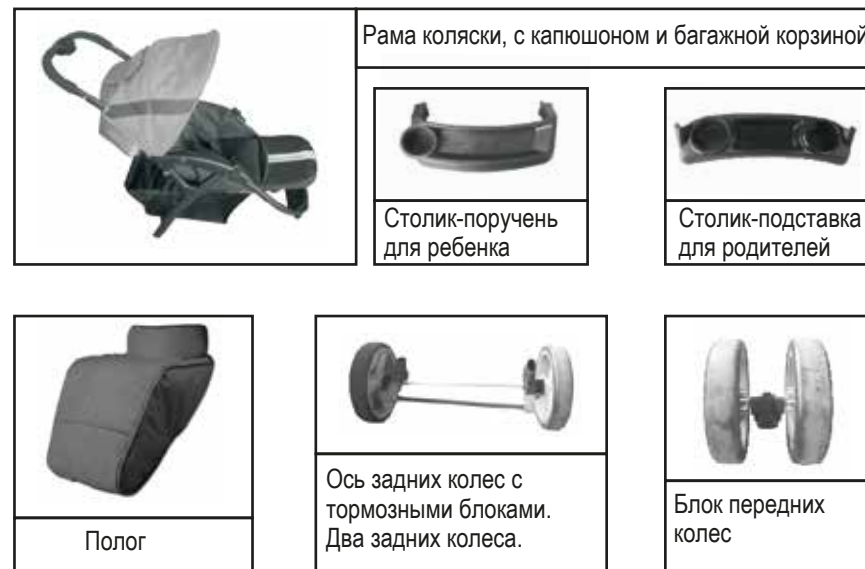 Рама коляски, с капюшоном и багажной корзиной
Столик-поручень
для ребенка
Столик-подставка
для родителей
Полог
Ось задних колес с
тормозными блоками.
Два задних колеса.
Блок передних
колес